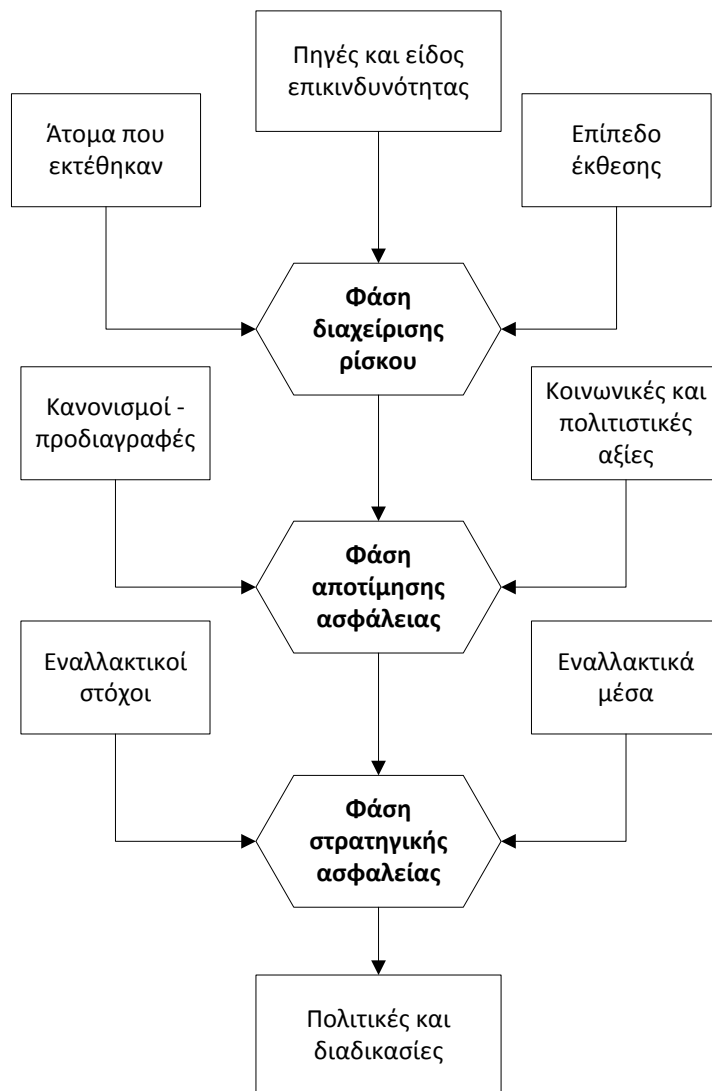 Πηγές και είδος
επικινδυνότητας
Άτομα που
εκτέθηκαν
Επίπεδο
έκθεσης
Φάση
διαχείρισης
ρίσκου
Κανονισμοί -
προδιαγραφές
Κοινωνικές και
πολιτιστικές
αξίες
Φάση
αποτίμησης
ασφάλειας
Εναλλακτικοί
στόχοι
Εναλλακτικά
μέσα
Φάση
στρατηγικής
ασφαλείας
Πολιτικές και
διαδικασίες